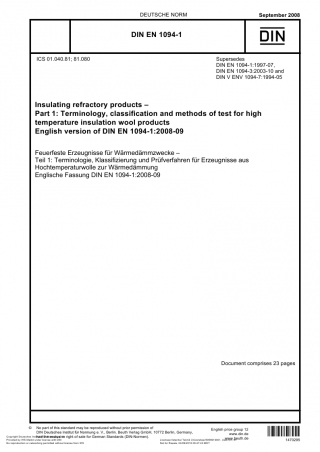 DEUTSCHE NORM
September 2008
DIN EN 1094-1
DIN
ICS 01.040.81; 81.080
Supersedes
DIN EN 1094-1:1997-07,
DIN EN 1094-3:2003-10 and
DIN V ENV 1094-7:1994-05
Insulating refractory products –
Part 1: Terminology, classification and methods of test for high
temperature insulation wool products
English version of DIN EN 1094-1:2008-09
Feuerfeste Erzeugnisse für Wärmedämmzwecke –
Teil 1: Terminologie, Klassifizierung und Prüfverfahren für Erzeugnisse aus
Hochtemperaturwolle zur Wärmedämmung
Englische Fassung DIN EN 1094-1:2008-09
Document comprises 23 pages
No part of this standard may be reproduced without prior permission of
DIN Deutsches Institut für Normung e. V., Berlin. Beuth Verlag GmbH, 10772 Berlin, Germany,
right of sale for German Standards (DIN-Normen).
English price group 12
www.din.de
www.beuth.de